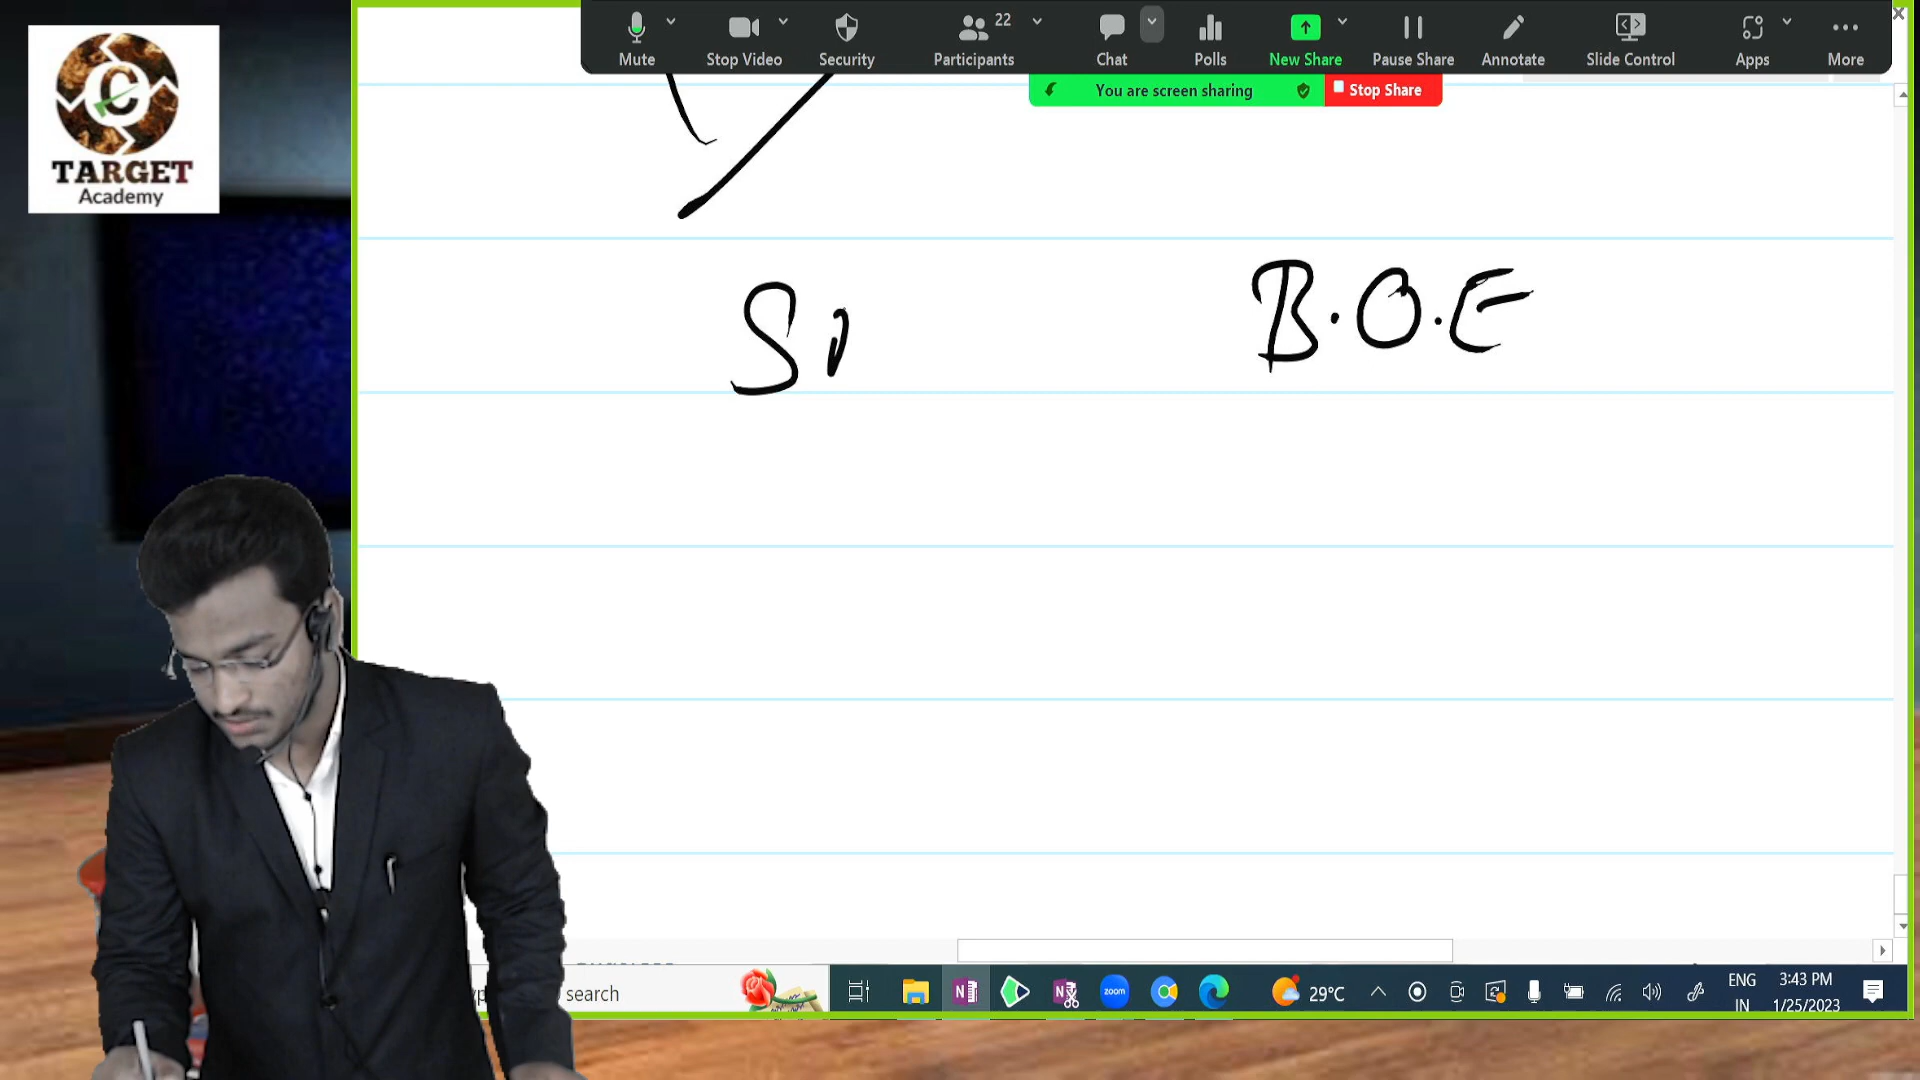 TARGET
Academy
Mute
Stop Video
Security
Participants
22
Chat
Polls
New Share
Pause Share
Annotate
Slide Control
Apps
More
You are screen sharing
Stop Share
B.O.E
search
zoom
29°C
ENG
IN
3:43 PM
1/25/2023